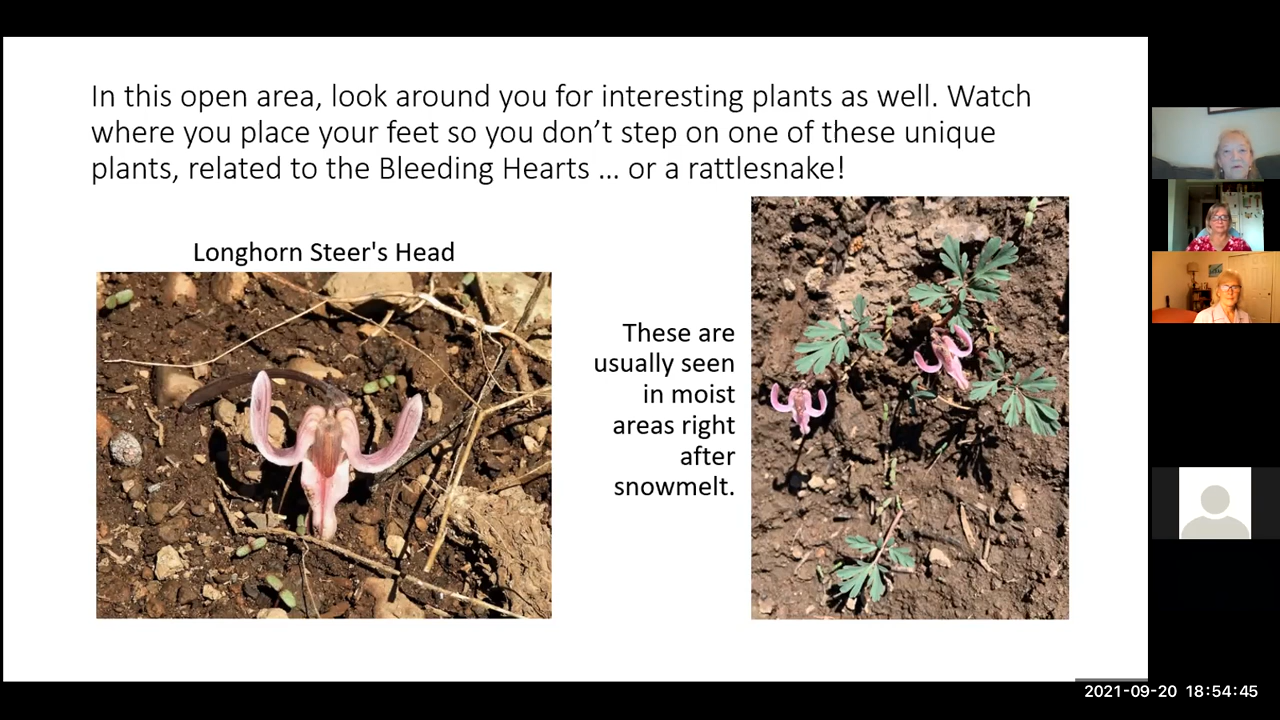 In this open area, look around you for interesting plants as well. Watch
where you place your feet so you don’t step on one of these unique
plants, related to the Bleeding Hearts … or a rattlesnake!
Longhorn Steer's Head
These are
usually seen
in moist
areas right
after
snowmelt.
2021-09-20 18:54:45